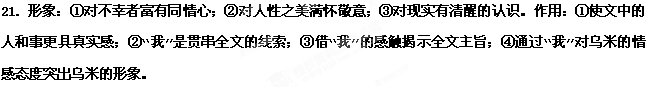 21. 形象：①对不幸者富有同情心；②对人性之美满怀敬意；③对现实有清醒的认识。作用：①使文中的
人和事更具真实感；②“我”是贯串全文的线索；③借“我”的感触揭示全文主旨；④通过“我”对乌米的情
感态度突出乌米的形象。